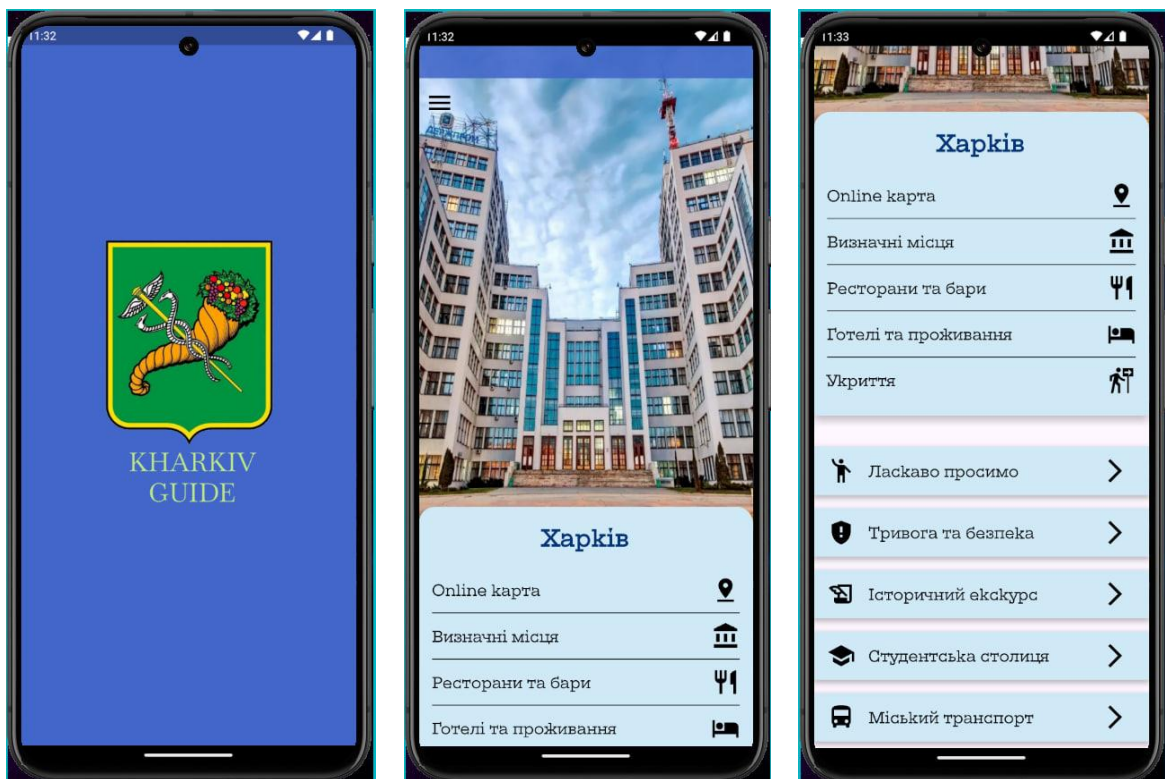 11:32
KHARKIV
GUIDE
11:32
ДЕРЖПРОМ
Харків
Online карта
Визначні місця
Ресторани та бари
Готелі та проживання
11:33
Харків
Online карта
Визначні місця
Ресторани та бари
Готелі та проживання
Укриття
Ласкаво просимо
Тривога та безпека
Історичний екскурс
Студентська столиця
Міський транспорт